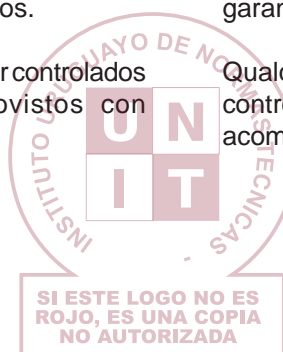 os.
garan
r controlados
ovistos con
Qualq
contro
acom
INSTITUTO URUGUAYO DE NORMAS TECNICAS -
U N
I T
SI ESTE LOGO NO ES
ROJO, ES UNA COPIA
NO AUTORIZADA